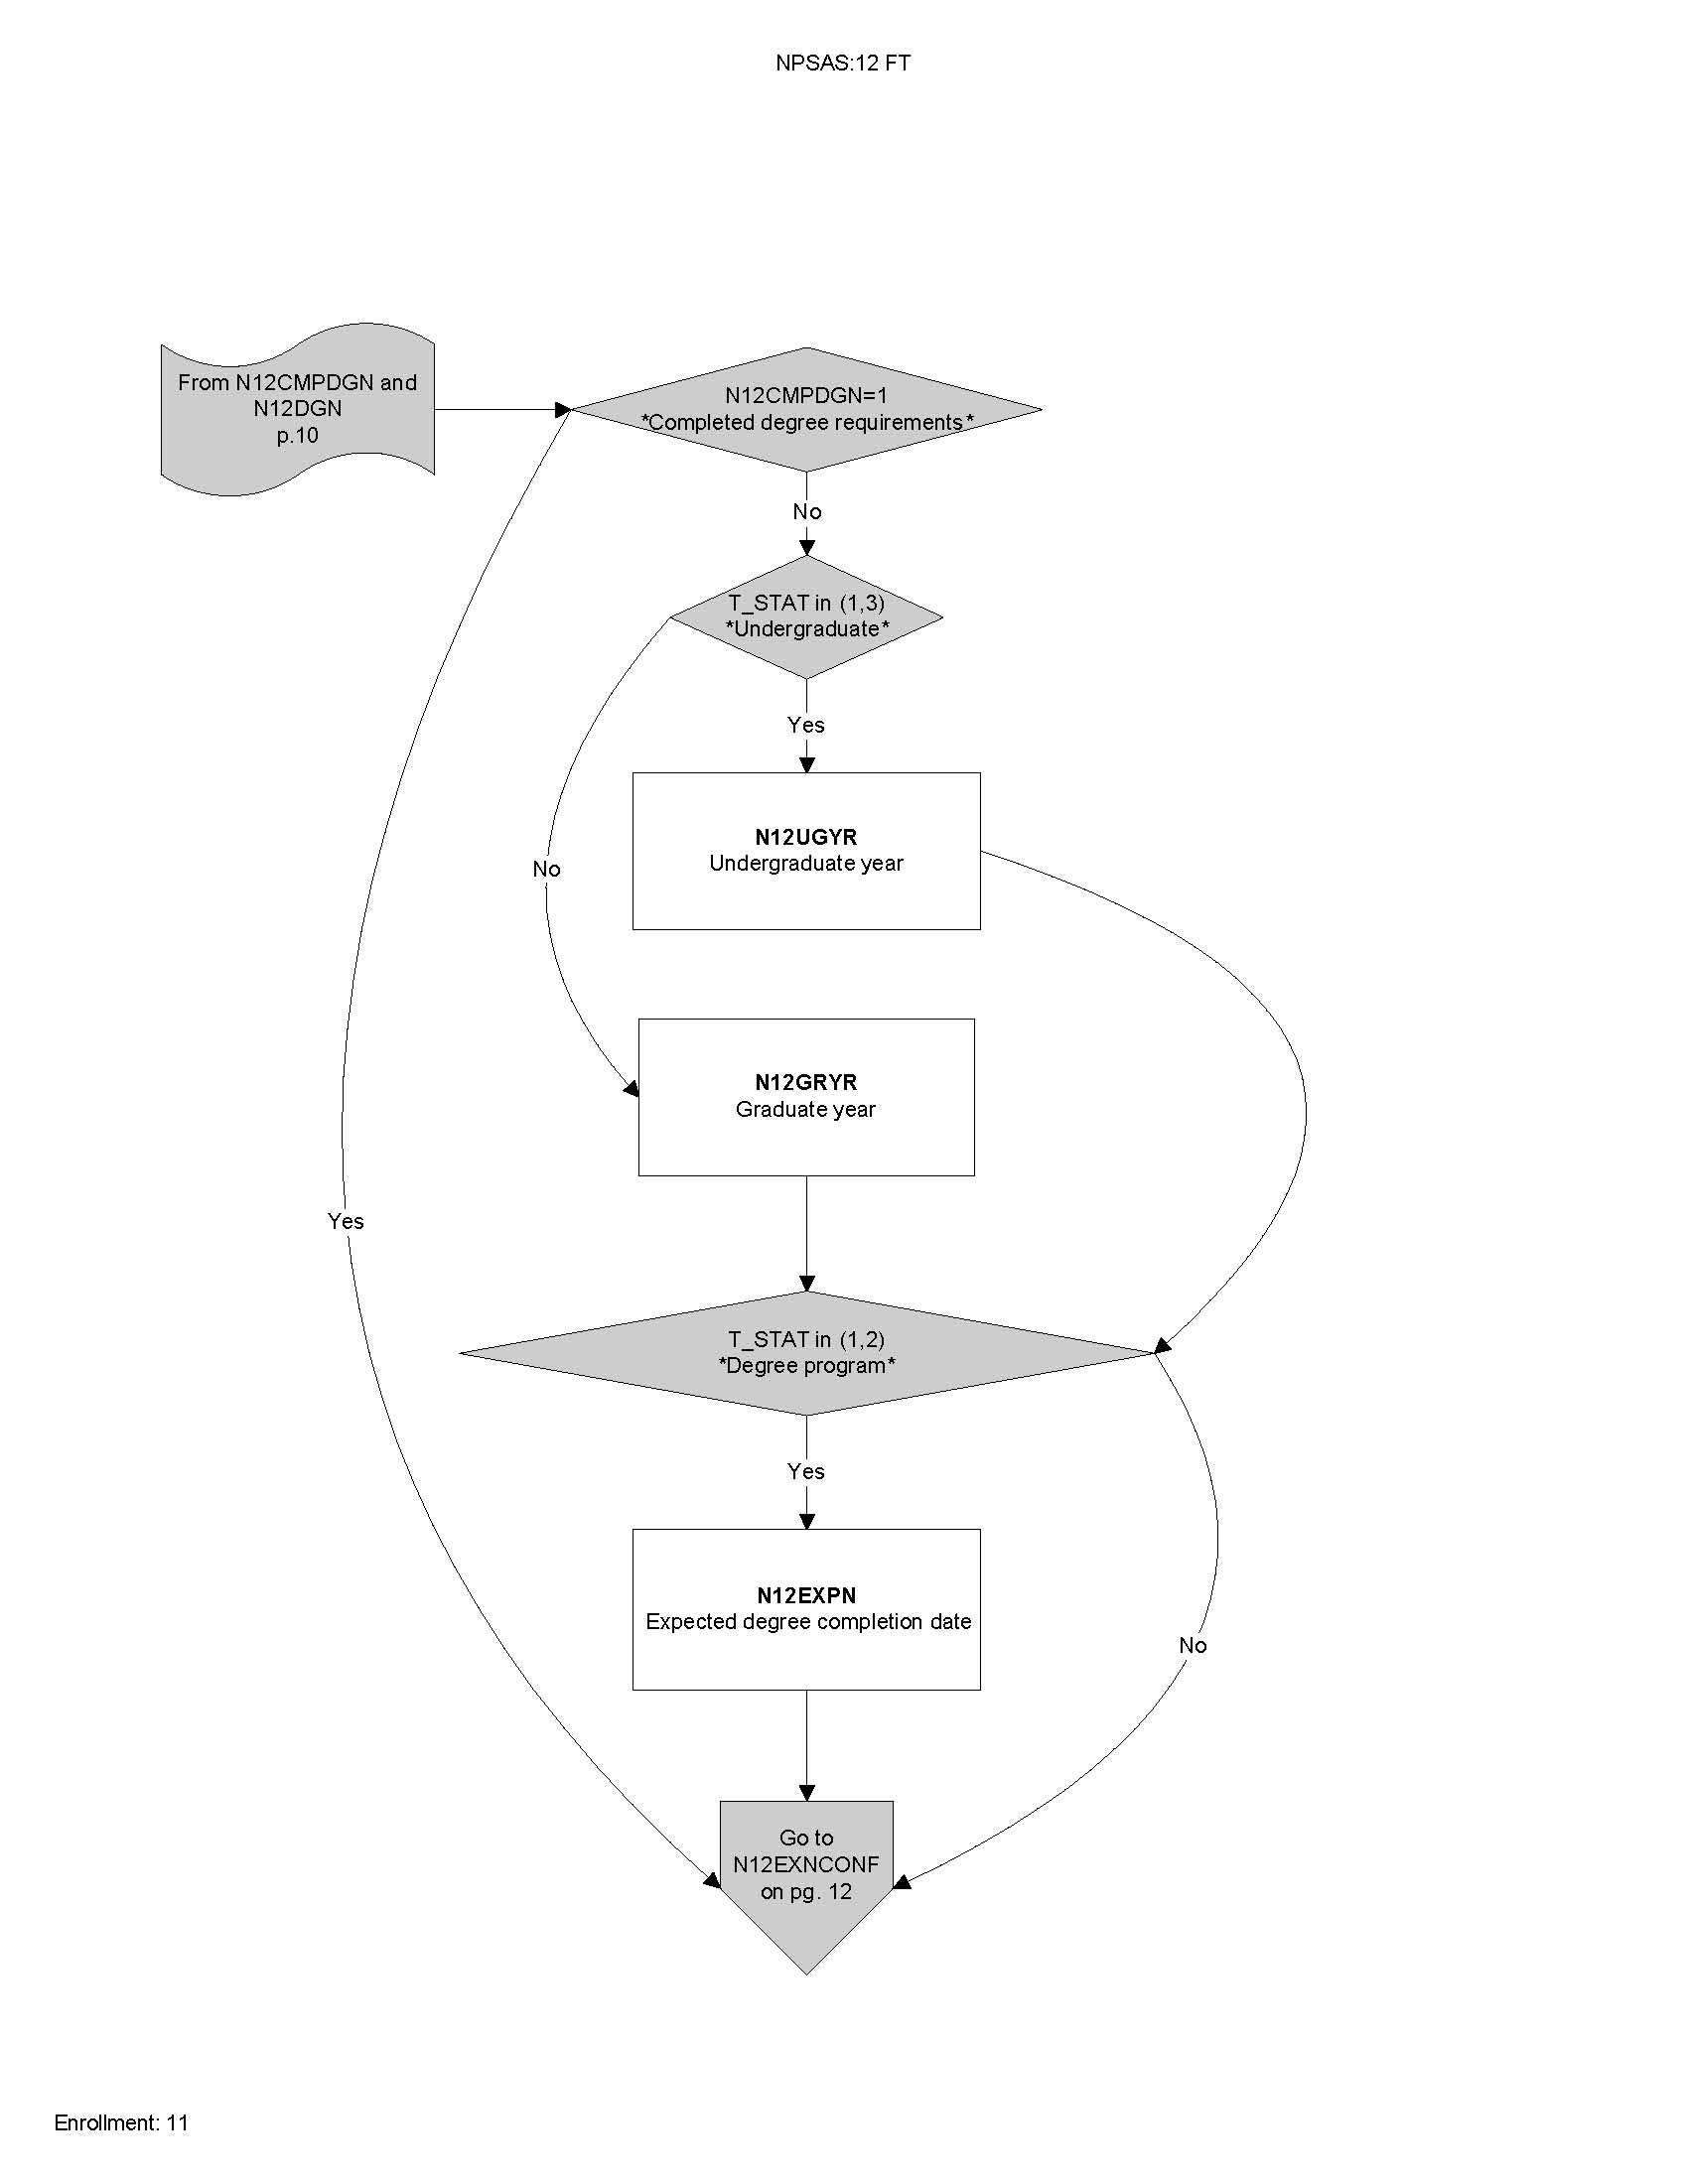 NPSAS:12 FT
From N12CMPDGN and
N12DGN
p.10
N12CMPDGN=1
*Completed degree requirements*
No
T_STAT in (1,3)
*Undergraduate*
Yes
N12UGYR
Undergraduate year
No
N12GRYR
Graduate year
Yes
T_STAT in (1,2)
*Degree program*
Yes
N12EXPN
Expected degree completion date
No
Go to
N12EXNCONF
on pg. 12
Enrollment: 11